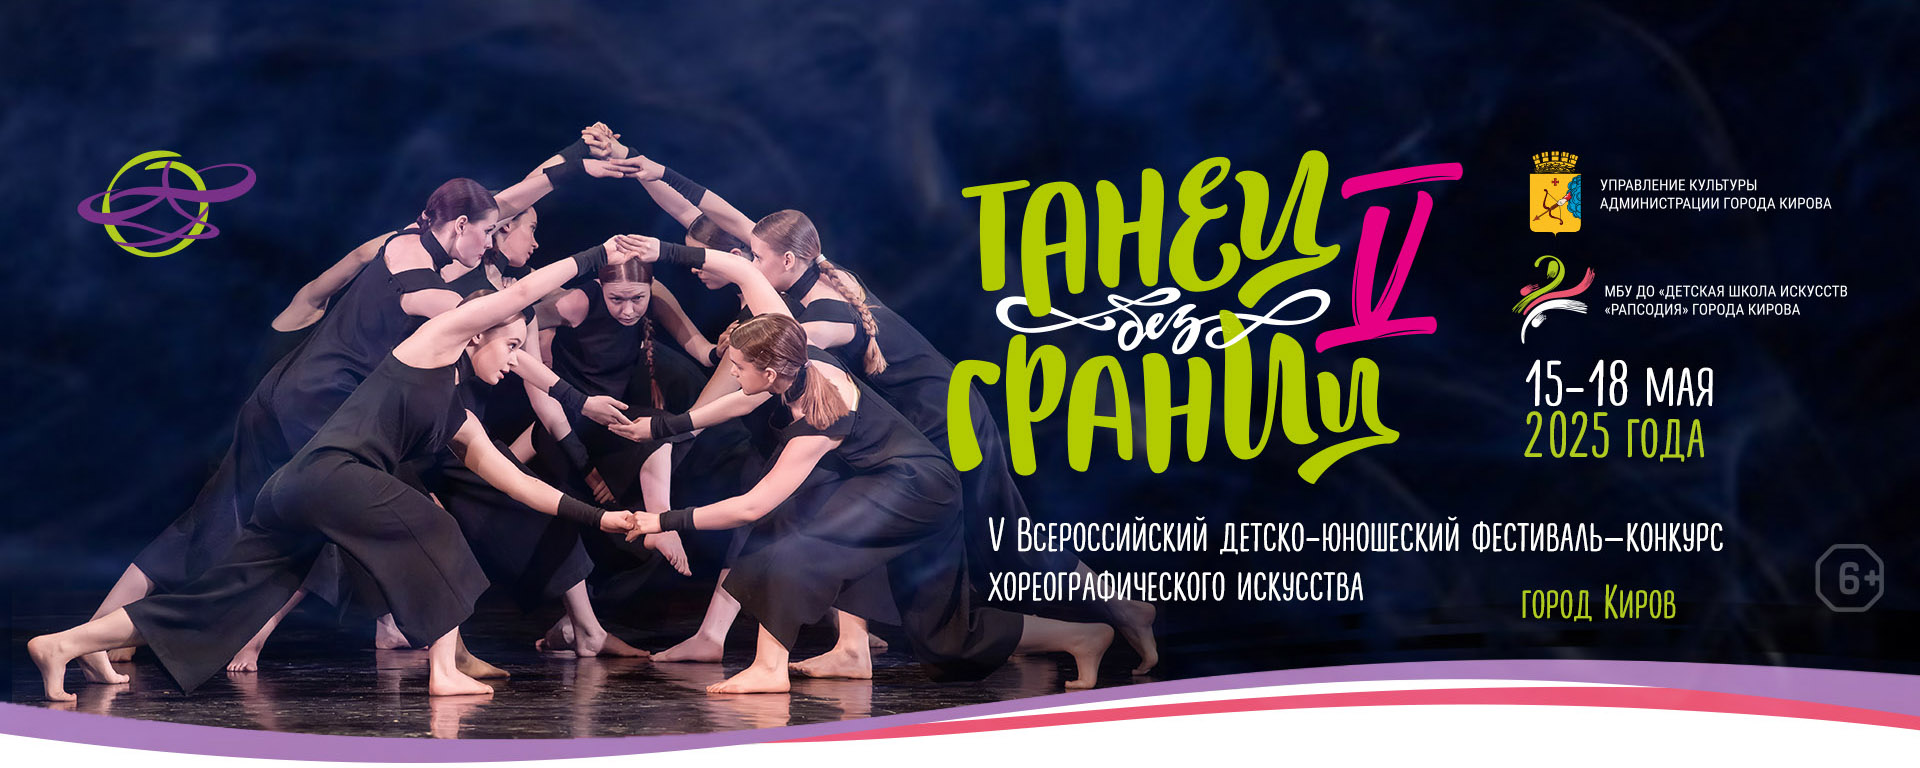 ТАНЕЦ V
без
ГРАНИЦ
УПРАВЛЕНИЕ КУЛЬТУРЫ
АДМИНИСТРАЦИИ ГОРОДА КИРОВА
МБУ ДО «ДЕТСКАЯ ШКОЛА ИСКУССТВ
«РАПСОДИЯ» ГОРОДА КИРОВА
15-18 МАЯ
2025 ГОДА
V Всероссийский детско-юношеский фестиваль-конкурс
хореографического искусства
город Киров
6+